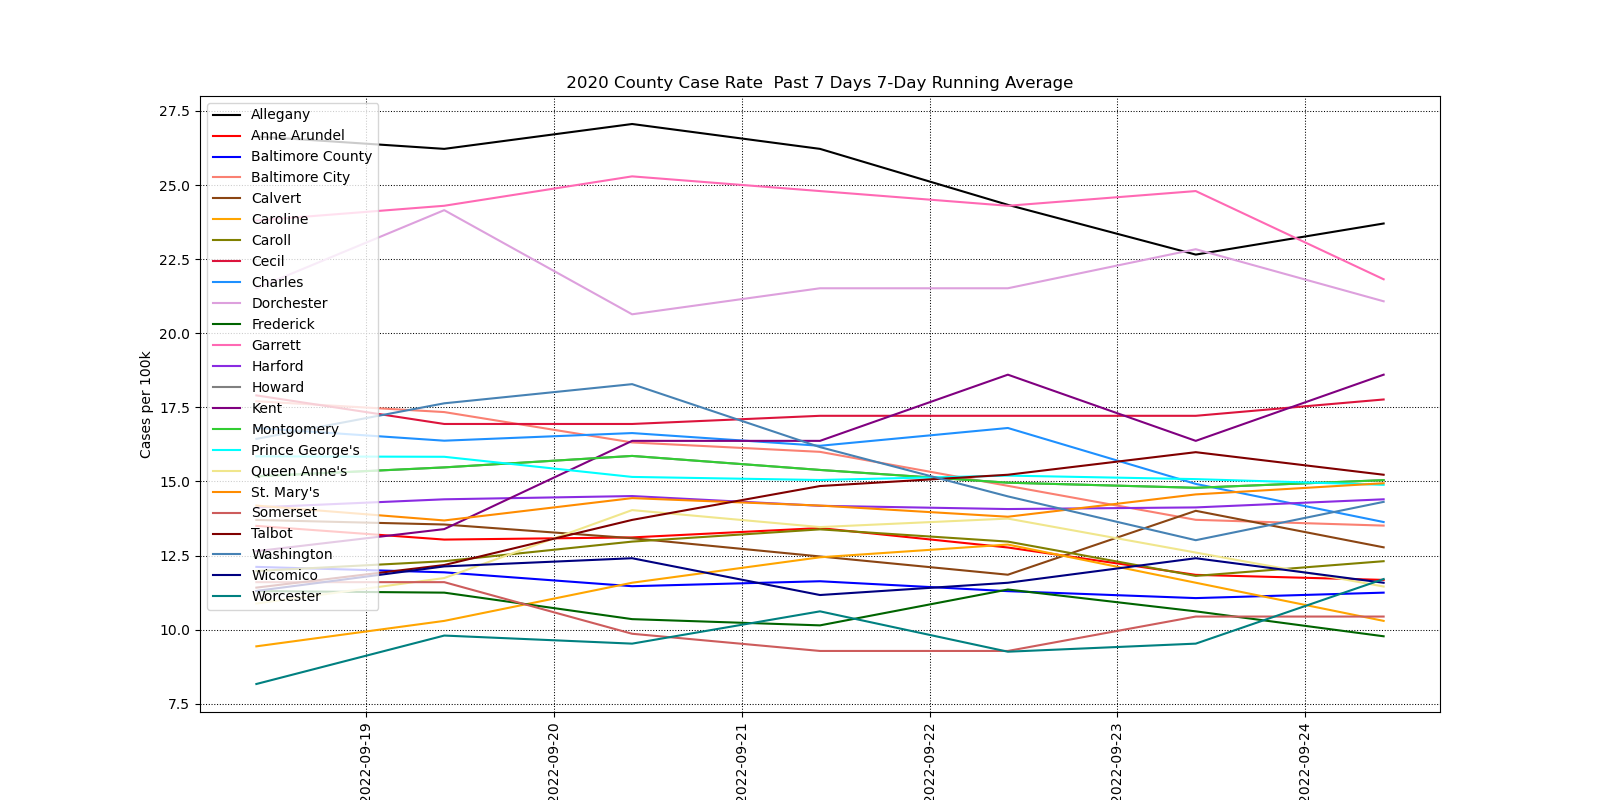 2020 County Case Rate  Past 7 Days 7-Day Running Average
Cases per 100k
27.5
25.0
22.5
20.0
17.5
15.0
12.5
10.0
7.5
Allegany
Anne Arundel
Baltimore County
Baltimore City
Calvert
Caroline
Caroll
Cecil
Charles
Dorchester
Frederick
Garrett
Harford
Howard
Kent
Montgomery
Prince George's
Queen Anne's
St. Mary's
Somerset
Talbot
Washington
Wicomico
Worcester
2022-09-19
2022-09-20
2022-09-21
2022-09-22
2022-09-23
2022-09-24